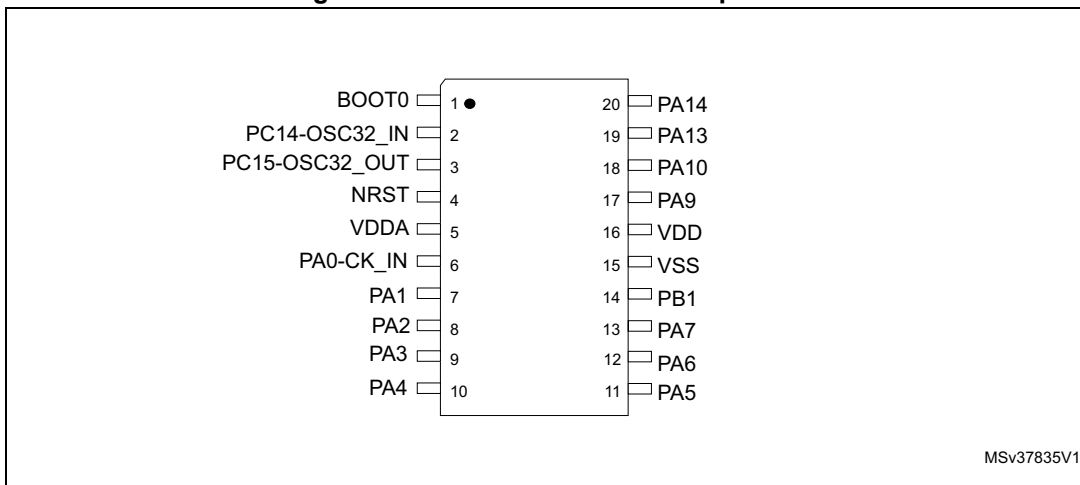 BOOT0 1 20 PA14
PC14-OSC32_IN 2 19 PA13
PC15-OSC32_OUT 3 18 PA10
NRST 4 17 PA9
VDDA 5 16 VDD
PA0-CK_IN 6 15 VSS
PA1 7 14 PB1
PA2 8 13 PA7
PA3 9 12 PA6
PA4 10 11 PA5
MSv37835V1